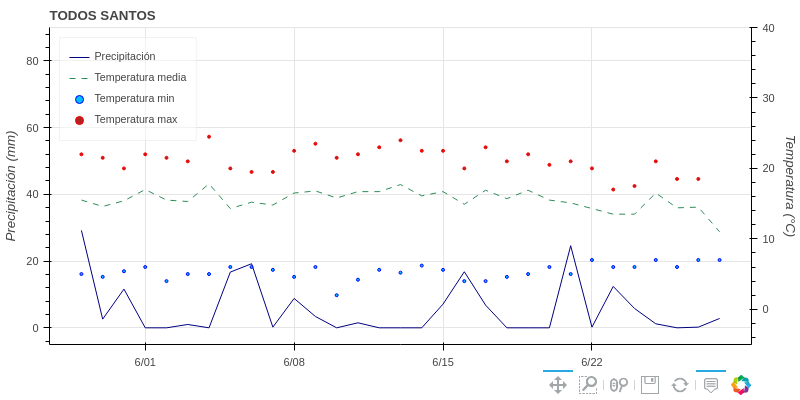 TODOS SANTOS
Precipitación
Temperatura media
Temperatura min
Temperatura max
Precipitación (mm)
0
20
40
60
80
Temperatura (°C)
0
10
20
30
40
6/01
6/08
6/15
6/22